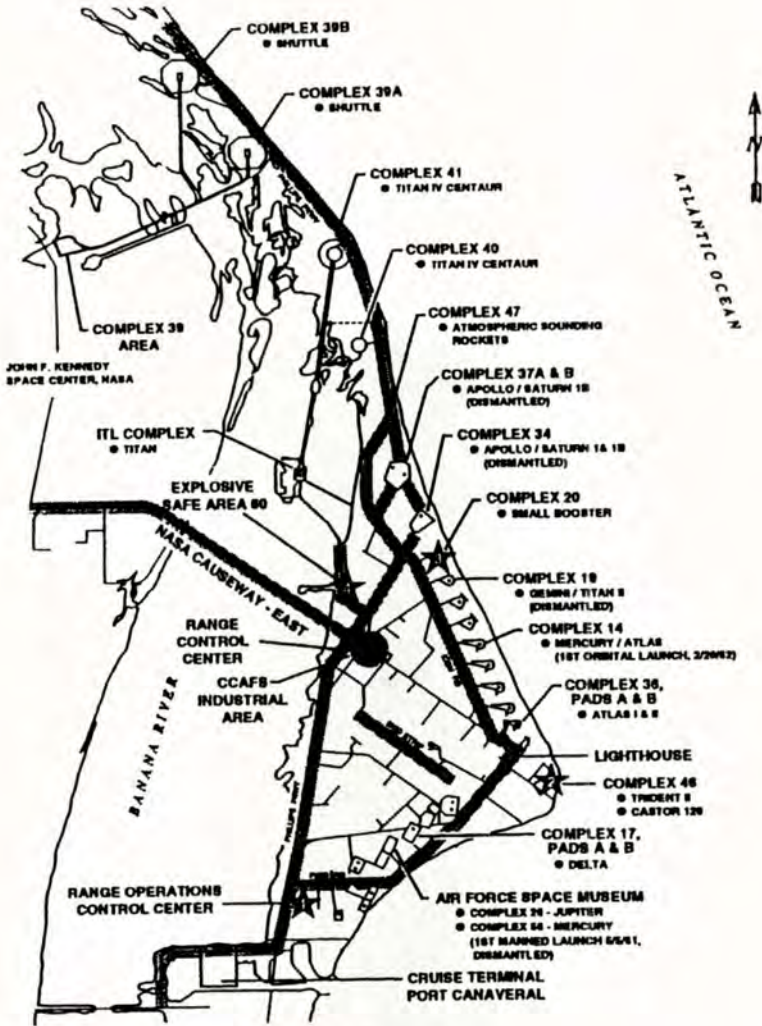 COMPLEX 39B
● SHUTTLE
COMPLEX 39A
● SHUTTLE
COMPLEX 41
● TITAN IV CENTAUR
COMPLEX 40
● TITAN IV CENTAUR
N
ATLANTIC OCEAN
COMPLEX 47
● ATMOSPHERIC SOUNDING
ROCKETS
COMPLEX 39
AREA
JOHN F. KENNEDY
SPACE CENTER, NASA
COMPLEX 37A & B
● APOLLO / SATURN 1B
(DISMANTLED)
ITL COMPLEX
● TITAN
COMPLEX 34
● APOLLO / SATURN 1 & 1B
(DISMANTLED)
EXPLOSIVE
SAFE AREA 60
COMPLEX 20
● SMALL BOOSTER
NASA CAUSEWAY - EAST
COMPLEX 19
● GEMINI / TITAN II
(DISMANTLED)
RANGE
CONTROL
CENTER
COMPLEX 14
● MERCURY / ATLAS
(1ST ORBITAL LAUNCH, 2/20/62)
CCAFS
INDUSTRIAL
AREA
COMPLEX 36,
PADS A & B
● ATLAS I & II
BANANA RIVER
LIGHTHOUSE
COMPLEX 46
● TRIDENT II
● CASTOR 120
COMPLEX 17,
PADS A & B
● DELTA
RANGE OPERATIONS
CONTROL CENTER
AIR FORCE SPACE MUSEUM
● COMPLEX 26 - JUPITER
● COMPLEX 56 - MERCURY
(1ST MANNED LAUNCH 5/5/61,
DISMANTLED)
CRUISE TERMINAL
PORT CANAVERAL